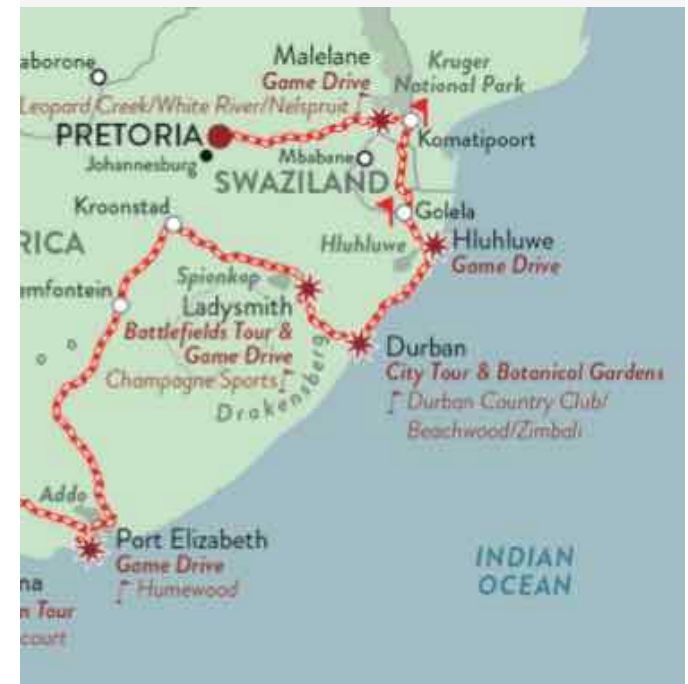 aborone
Malelane
Game Drive
Leopard Creek/White River/Nelspruit
Kruger
National Park
PRETORIA
Johannesburg
Komatipoort
Mbabane
SWAZILAND
Kroonstad
Golela
RICA
Hluhluwe
Hluhluwe
Game Drive
Spionkop
emfontein
Ladysmith
Battlefields Tour &
Game Drive
Champagne Sports
Drakensberg
Durban
City Tour & Botanical Gardens
Durban Country Club/
Beachwood/Zimbali
Addo
Port Elizabeth
Game Drive
Humewood
INDIAN
OCEAN
na
n Tour
court